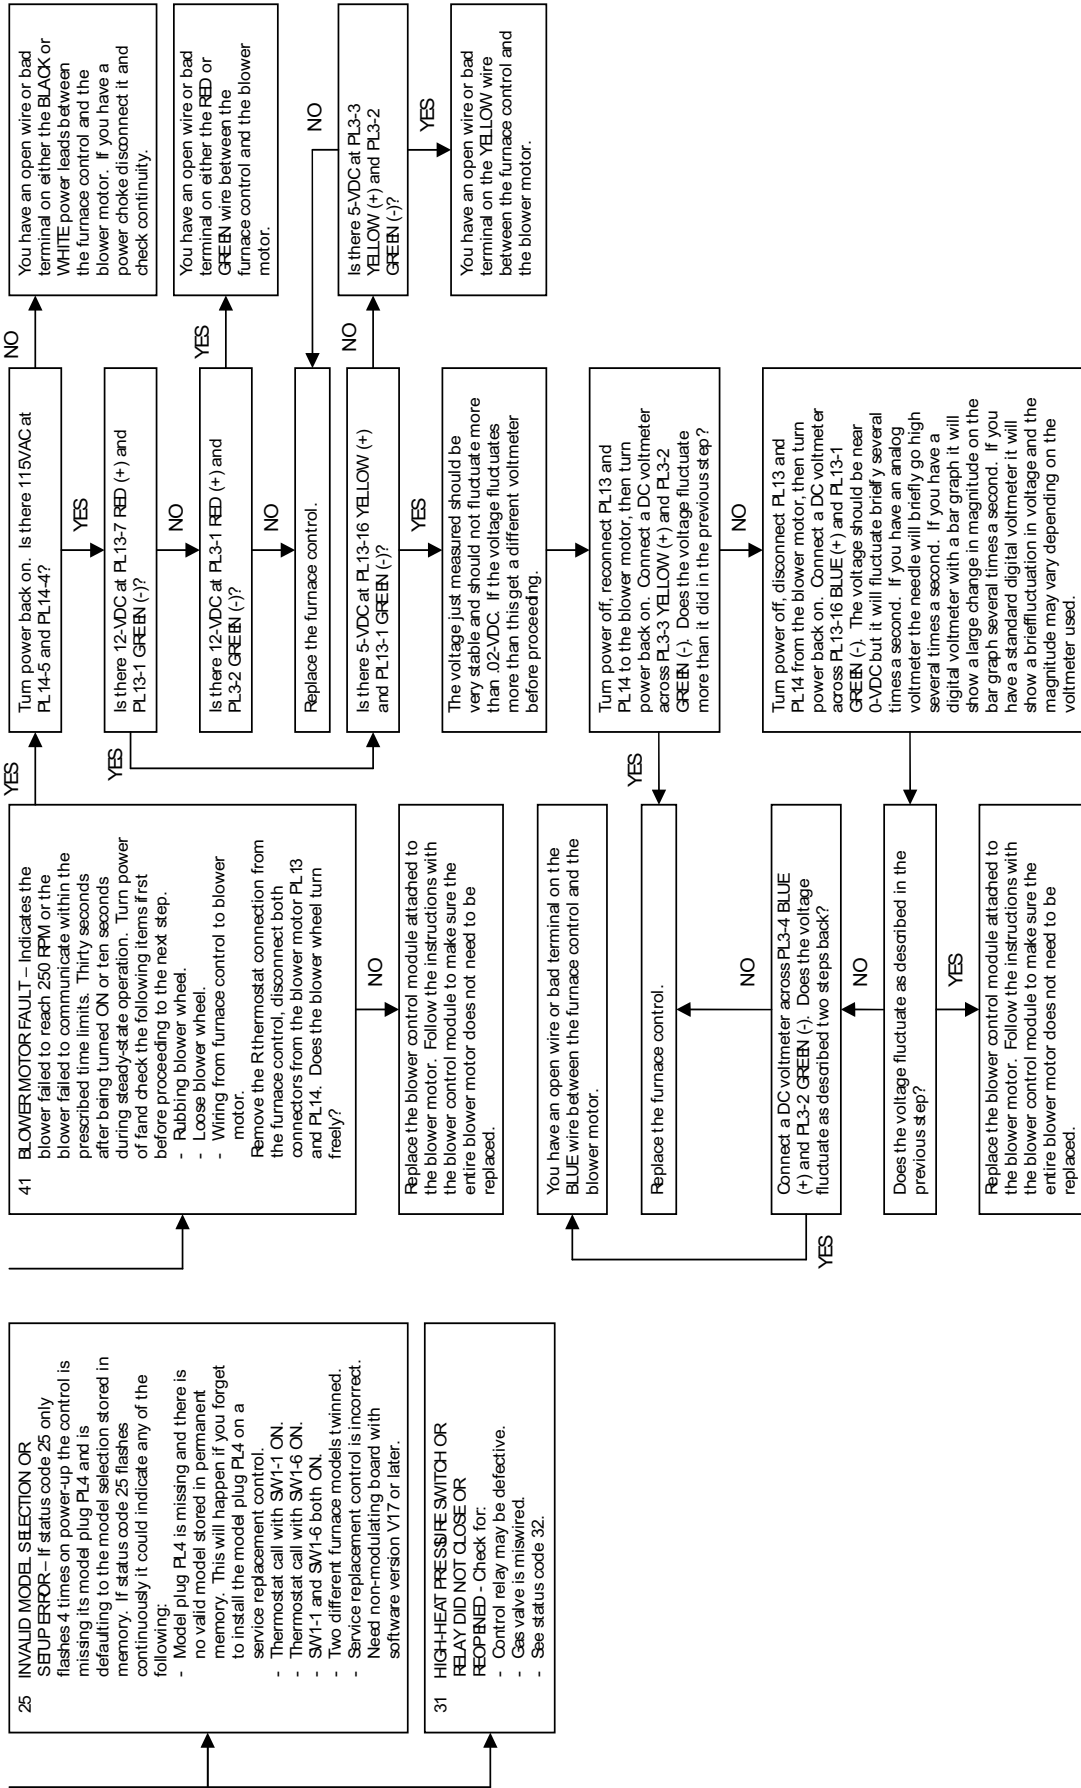 25 INVALID MODEL SELECTION OR
SETUP ERROR – If status code 25 only
flashes 4 times on power-up the control is
missing its model plug PL4 and is
defaulting to the model selection stored in
memory. If status code 25 flashes
continuously it could indicate any of the
following:
- Model plug PL4 is missing and there is
no valid model stored in permanent
memory. This will happen if you forget
to install the model plug PL4 on a
service replacement control.
- Thermostat call with SW1-1 ON.
- Thermostat call with SW1-6 ON.
- SW1-1 and SW1-6 both ON.
- Two different furnace models twinned.
- Service replacement control is incorrect.
Need non-modulating board with
software version V17 or later.
31 HIGH-HEAT PRESSURE SWITCH OR
RELAY DID NOT CLOSE OR
REOPENED - Check for:
- Control relay may be defective.
- Gas valve is miswired.
- See status code 32.
41 BLOWER MOTOR FAULT – Indicates the
blower failed to reach 250 RPM or the
blower failed to communicate within the
prescribed time limits. Thirty seconds
after being turned ON or ten seconds
during steady-state operation. Turn power
of f and check the following items first
before proceeding to the next step.
- Rubbing blower wheel.
- Loose blower wheel.
- Wiring from furnace control to blower
motor.
Remove the R thermostat connection from
the furnace control, disconnect both
connectors from the blower motor PL13
and PL14. Does the blower wheel turn
freely?
NO
Replace the blower control module attached to
the blower motor. Follow the instructions with
the blower control module to make sure the
entire blower motor does not need to be
replaced.
YES
Turn power back on. Is there 115VAC at
PL14-5 and PL14-4?
NO
You have an open wire or bad
terminal on either the BLACK or
WHITE power leads between
the furnace control and the
blower motor. If you have a
power choke disconnect it and
check continuity.
YES
Is there 12-VDC at PL13-7 RED (+) and
PL13-1 GREEN (-)?
YES
NO
Is there 12-VDC at PL3-1 RED (+) and
PL3-2 GREEN (-)?
YES
You have an open wire or bad
terminal on either the RED or
GREEN wire between the
furnace control and the blower
motor.
NO
Replace the furnace control.
Is there 5-VDC at PL13-16 YELLOW (+)
and PL13-1 GREEN (-)?
NO
Is there 5-VDC at PL3-3
YELLOW (+) and PL3-2
GREEN (-)?
NO
YES
You have an open wire or bad
terminal on the YELLOW wire
between the furnace control and
the blower motor.
YES
The voltage just measured should be
very stable and should not fluctuate more
than .02-VDC. If the voltage fluctuates
more than this get a different voltmeter
before proceeding.
Turn power off, reconnect PL13 and
PL14 to the blower motor, then turn
power back on. Connect a DC voltmeter
across PL3-3 YELLOW (+) and PL3-2
GREEN (-). Does the voltage fluctuate
more than it did in the previous step?
YES
Replace the furnace control.
NO
Turn power off, disconnect PL13 and
PL14 from the blower motor, then turn
power back on. Connect a DC voltmeter
across PL13-16 BLUE (+) and PL13-1
GREEN (-). The voltage should be near
0-VDC but it will fluctuate briefly several
times a second. If you have an analog
voltmeter the needle will briefly go high
several times a second. If you have a
digital voltmeter with a bar graph it will
show a large change in magnitude on the
bar graph several times a second. If you
have a standard digital voltmeter it will
show a brief fluctuation in voltage and the
magnitude may vary depending on the
voltmeter used.
Does the voltage fluctuate as described in the
previous step?
YES
Replace the blower control module attached to
the blower motor. Follow the instructions with
the blower control module to make sure the
entire blower motor does not need to be
replaced.
NO
Connect a DC voltmeter across PL3-4 BLUE
(+) and PL3-2 GREEN (-). Does the voltage
fluctuate as described two steps back?
NO
YES
You have an open wire or bad terminal on the
BLUE wire between the furnace control and the
blower motor.